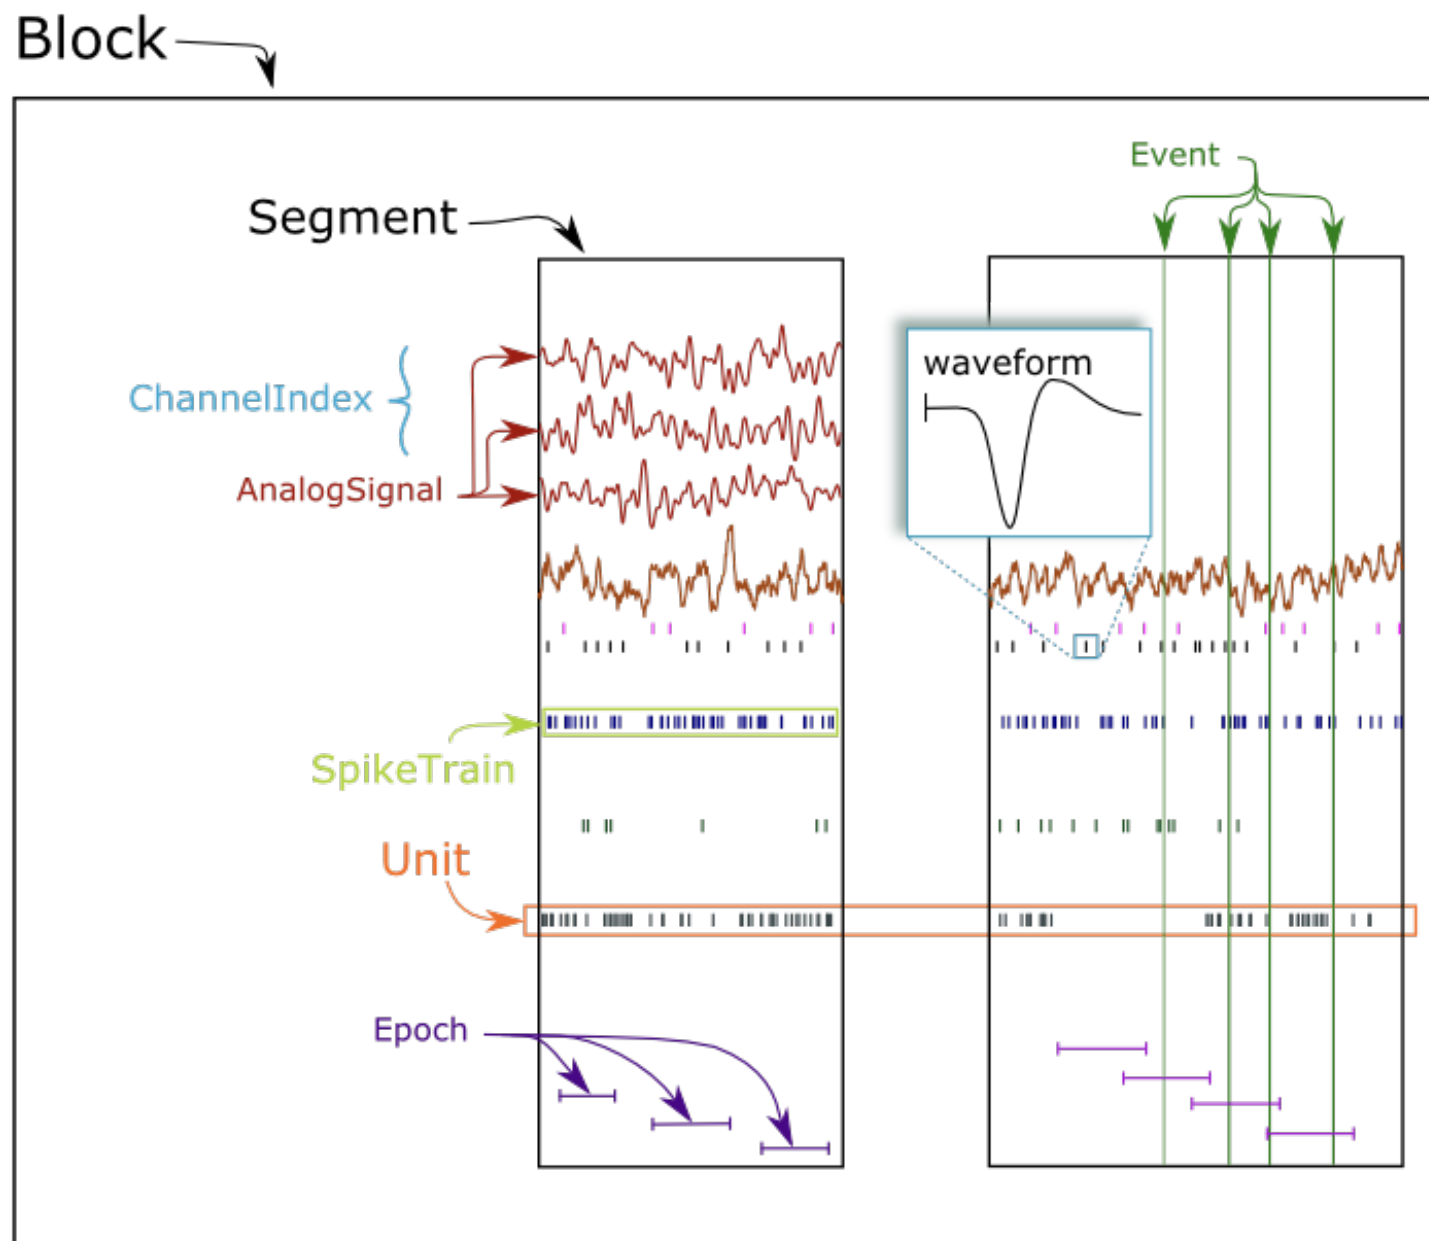 Block
Event
Segment
waveform
ChannelIndex
AnalogSignal
SpikeTrain
Unit
Epoch